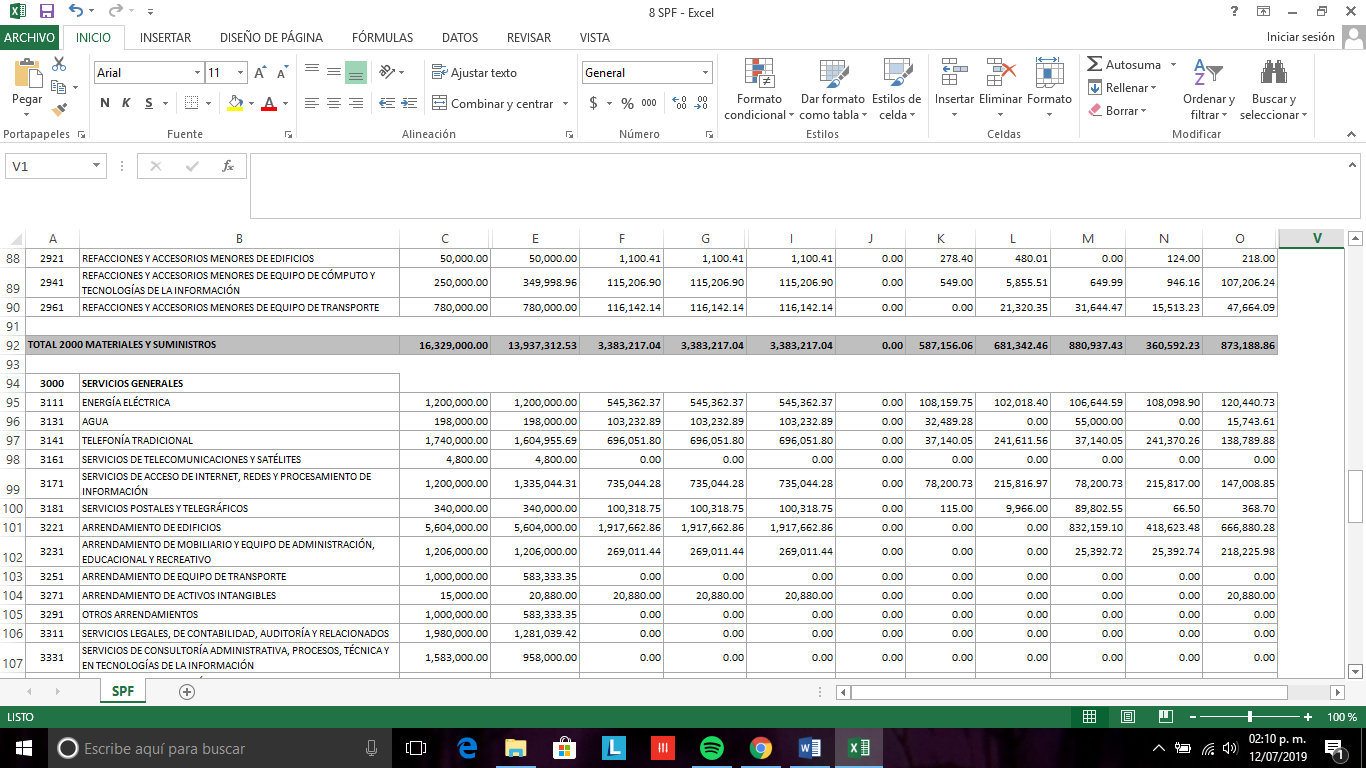 8 SPF - Excel
ARCHIVO INICIO INSERTAR DISEÑO DE PÁGINA FÓRMULAS DATOS REVISAR VISTA Iniciar sesión
Pegar Arial 11 Ajustar texto General Formato condicional Dar formato como tabla Estilos de celda Insertar Eliminar Formato Autosuma Rellenar Borrar Ordenar y filtrar Buscar y seleccionar
N K S Combinar y centrar $ % 000
Portapapeles Fuente Alineación Número Estilos Celdas Modificar
V1 fx
A B C E F G I J K L M N O V
88 2921 REFACCIONES Y ACCESORIOS MENORES DE EDIFICIOS 50,000.00 50,000.00 1,100.41 1,100.41 1,100.41 0.00 278.40 480.01 0.00 124.00 218.00
89 2941 REFACCIONES Y ACCESORIOS MENORES DE EQUIPO DE CÓMPUTO Y TECNOLOGÍAS DE LA INFORMACIÓN 250,000.00 349,998.96 115,206.90 115,206.90 115,206.90 0.00 549.00 5,855.51 649.99 946.16 107,206.24
90 2961 REFACCIONES Y ACCESORIOS MENORES DE EQUIPO DE TRANSPORTE 780,000.00 780,000.00 116,142.14 116,142.14 116,142.14 0.00 0.00 21,320.35 31,644.47 15,513.23 47,664.09
91
92 TOTAL 2000 MATERIALES Y SUMINISTROS 16,329,000.00 13,937,312.53 3,383,217.04 3,383,217.04 3,383,217.04 0.00 587,156.06 681,342.46 880,937.43 360,592.23 873,188.86
93
94 3000 SERVICIOS GENERALES
95 3111 ENERGÍA ELÉCTRICA 1,200,000.00 1,200,000.00 545,362.37 545,362.37 545,362.37 0.00 108,159.75 102,018.40 106,644.59 108,098.90 120,440.73
96 3131 AGUA 198,000.00 198,000.00 103,232.89 103,232.89 103,232.89 0.00 32,489.28 0.00 55,000.00 0.00 15,743.61
97 3141 TELEFONÍA TRADICIONAL 1,740,000.00 1,604,955.69 696,051.80 696,051.80 696,051.80 0.00 37,140.05 241,611.56 37,140.05 241,370.26 138,789.88
98 3161 SERVICIOS DE TELECOMUNICACIONES Y SATÉLITES 4,800.00 4,800.00 0.00 0.00 0.00 0.00 0.00 0.00 0.00 0.00 0.00
99 3171 SERVICIOS DE ACCESO DE INTERNET, REDES Y PROCESAMIENTO DE INFORMACIÓN 1,200,000.00 1,335,044.31 735,044.28 735,044.28 735,044.28 0.00 78,200.73 215,816.97 78,200.73 215,817.00 147,008.85
100 3181 SERVICIOS POSTALES Y TELEGRÁFICOS 340,000.00 340,000.00 100,318.75 100,318.75 100,318.75 0.00 115.00 9,966.00 89,802.55 66.50 368.70
101 3221 ARRENDAMIENTO DE EDIFICIOS 5,604,000.00 5,604,000.00 1,917,662.86 1,917,662.86 1,917,662.86 0.00 0.00 0.00 832,159.10 418,623.48 666,880.28
102 3231 ARRENDAMIENTO DE MOBILIARIO Y EQUIPO DE ADMINISTRACIÓN, EDUCACIONAL Y RECREATIVO 1,206,000.00 1,206,000.00 269,011.44 269,011.44 269,011.44 0.00 0.00 0.00 25,392.72 25,392.74 218,225.98
103 3251 ARRENDAMIENTO DE EQUIPO DE TRANSPORTE 1,000,000.00 583,333.35 0.00 0.00 0.00 0.00 0.00 0.00 0.00 0.00 0.00
104 3271 ARRENDAMIENTO DE ACTIVOS INTANGIBLES 15,000.00 20,880.00 20,880.00 20,880.00 20,880.00 0.00 0.00 0.00 0.00 0.00 20,880.00
105 3291 OTROS ARRENDAMIENTOS 1,000,000.00 583,333.35 0.00 0.00 0.00 0.00 0.00 0.00 0.00 0.00 0.00
106 3311 SERVICIOS LEGALES, DE CONTABILIDAD, AUDITORÍA Y RELACIONADOS 1,980,000.00 1,281,039.42 0.00 0.00 0.00 0.00 0.00 0.00 0.00 0.00 0.00
107 3331 SERVICIOS DE CONSULTORÍA ADMINISTRATIVA, PROCESOS, TÉCNICA Y EN TECNOLOGÍAS DE LA INFORMACIÓN 1,583,000.00 958,000.00 0.00 0.00 0.00 0.00 0.00 0.00 0.00 0.00 0.00
SPF
LISTO 100 %
Escribe aquí para buscar 02:10 p. m.
12/07/2019